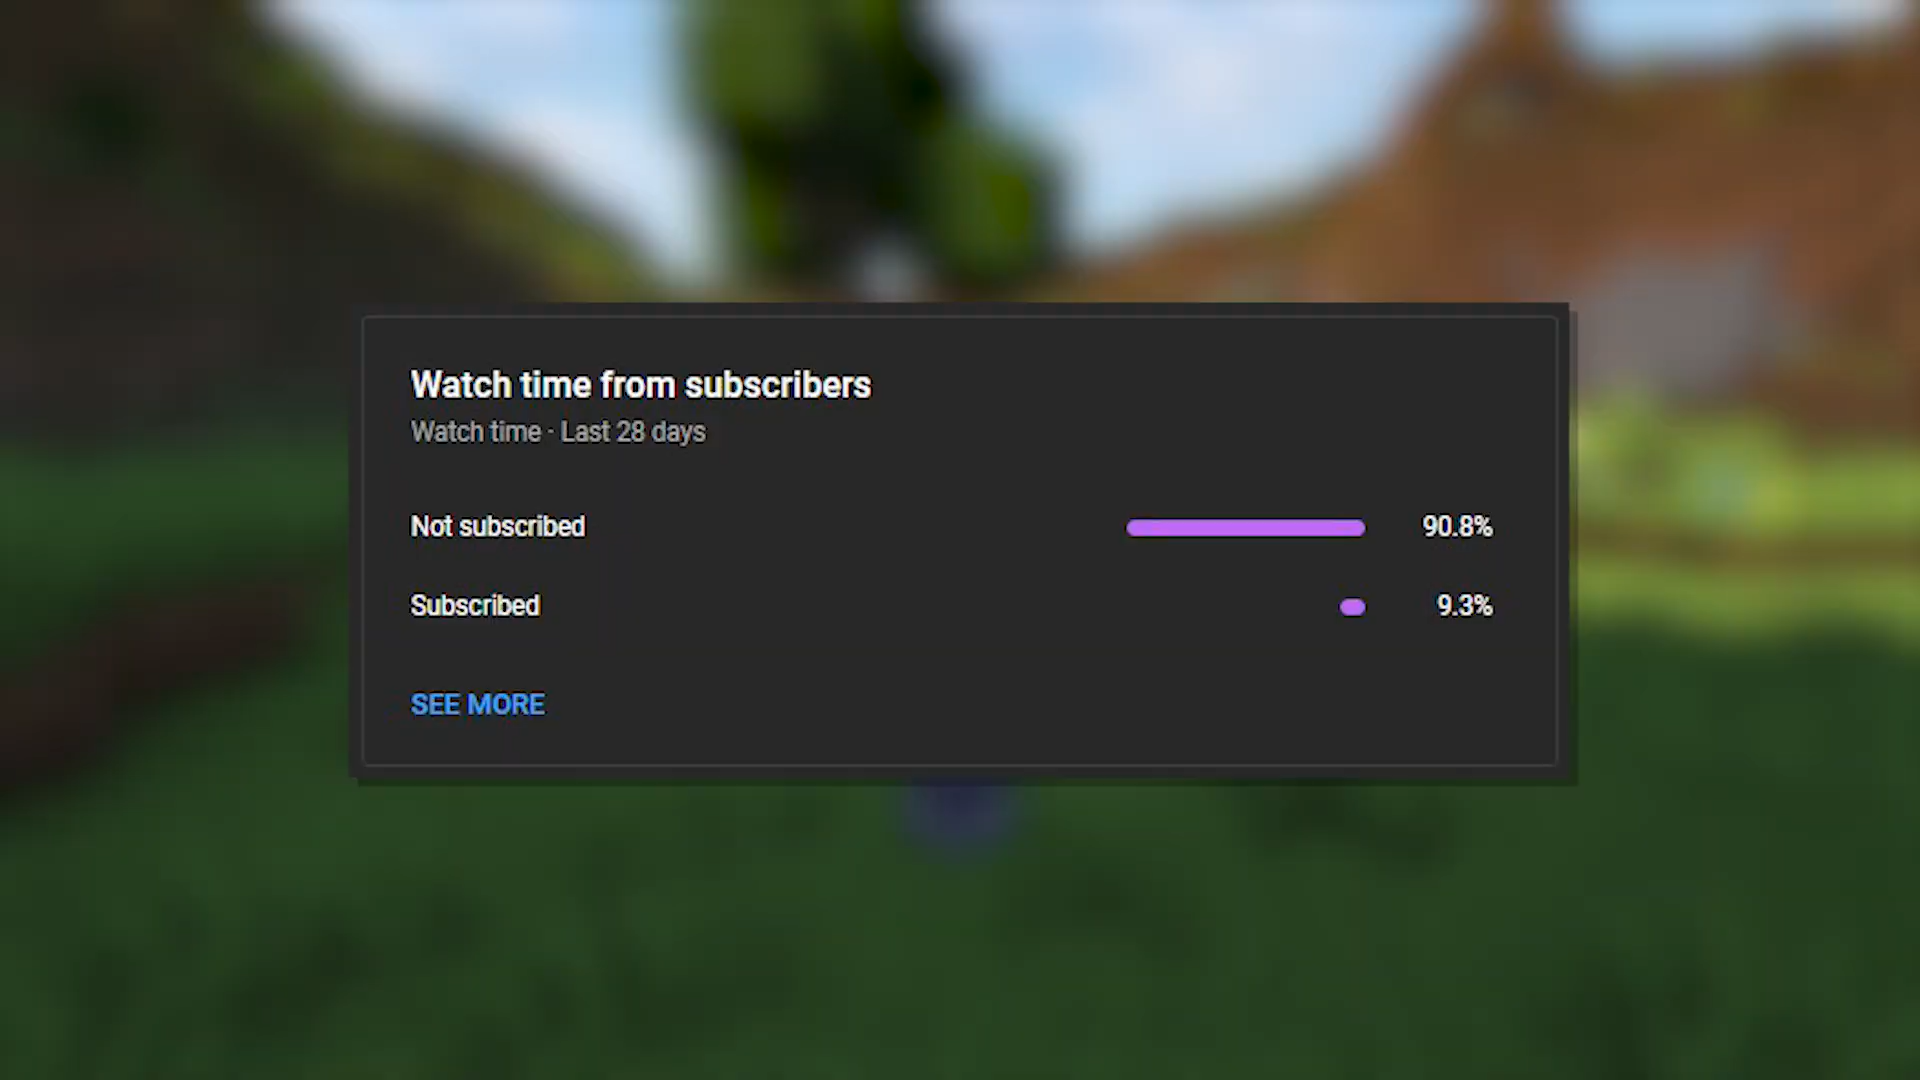 Watch time from subscribers
Watch time · Last 28 days
Not subscribed 90.8%
Subscribed 9.3%
SEE MORE